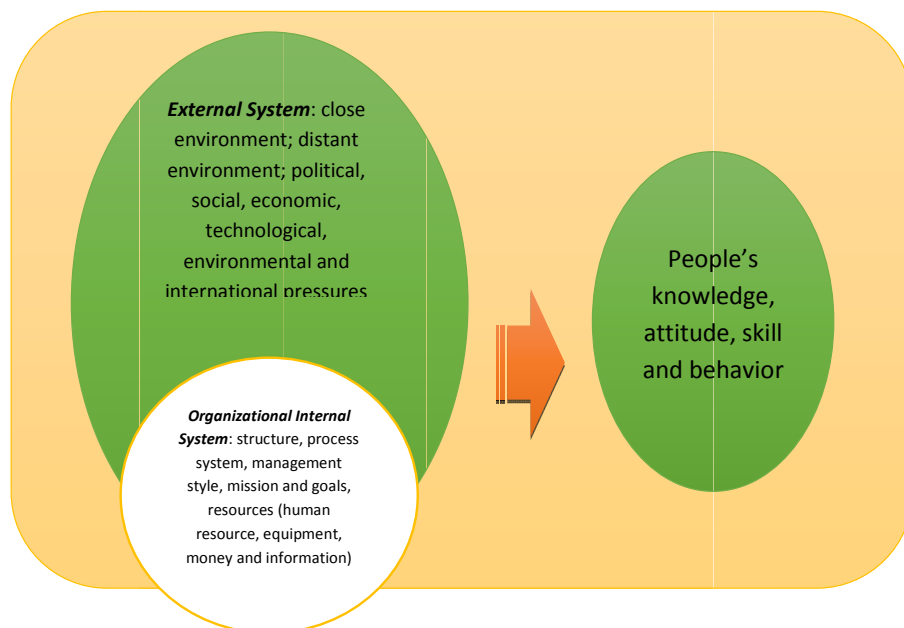 External System: close
environment; distant
environment; political,
social, economic,
technological,
environmental and
international pressures
Organizational Internal
System: structure, process
system, management
style, mission and goals,
resources (human
resource, equipment,
money and information)
People’s
knowledge,
attitude, skill
and behavior